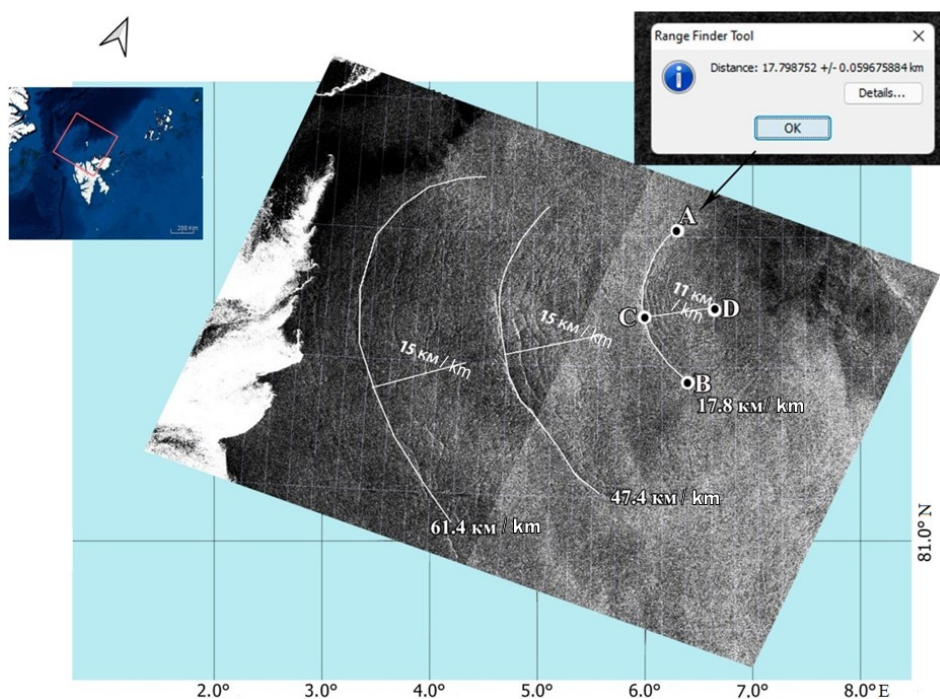 Range Finder Tool
Distance: 17.798752 +/- 0.059675884 km
Details...
OK
200 Km
A
11 км
/ km
C
D
15 км / km
15 км / km
B
17.8 км / km
47.4 км / km
61.4 км / km
81.0° N
2.0°
3.0°
4.0°
5.0°
6.0°
7.0°
8.0° E